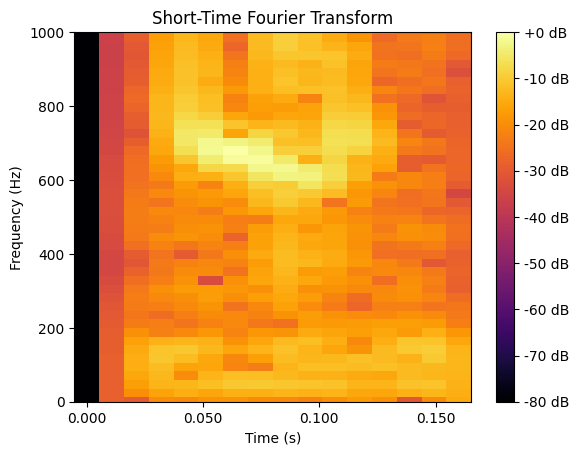 Short-Time Fourier Transform
1000
800
600
400
200
0
Frequency (Hz)
0.000
0.050
0.100
0.150
Time (s)
+0 dB
-10 dB
-20 dB
-30 dB
-40 dB
-50 dB
-60 dB
-70 dB
-80 dB